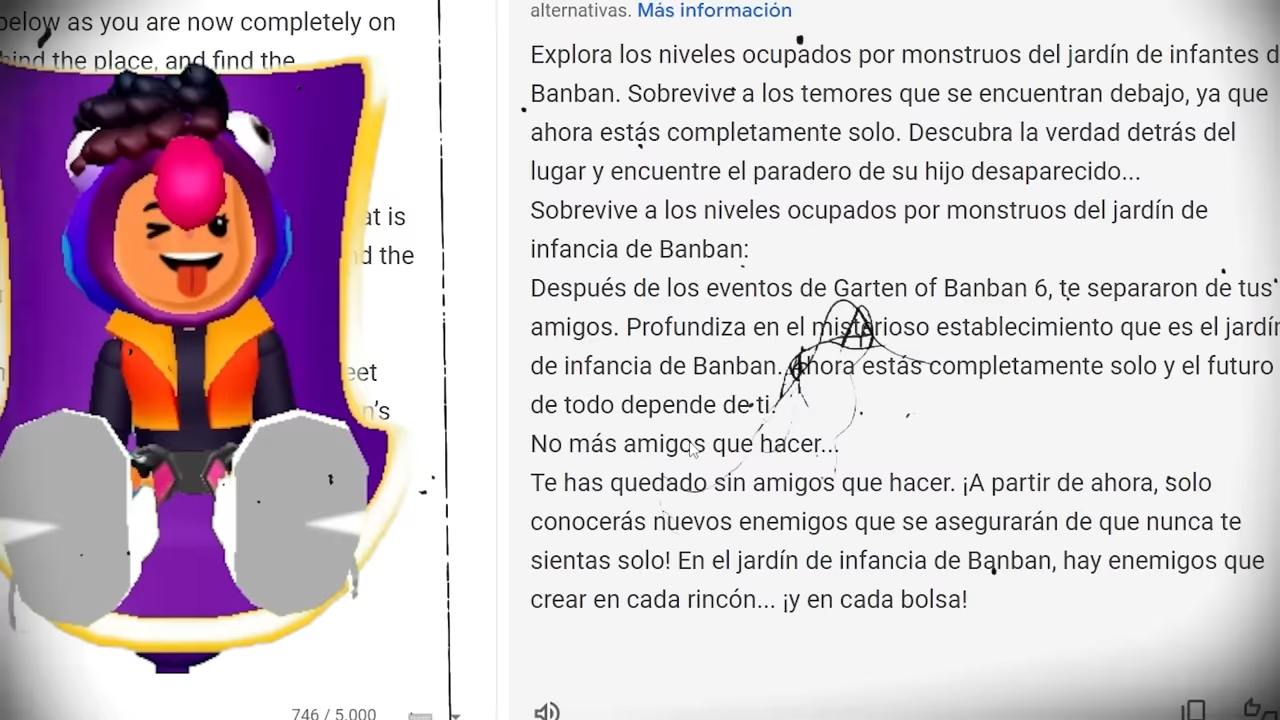 below as you are now completely on
the place, and find the
at is
d the
eet
n's
746 / 5,000
alternativas. Más información
Explora los niveles ocupados por monstruos del jardín de infantes d
Banban. Sobrevive a los temores que se encuentran debajo, ya que
ahora estás completamente solo. Descubra la verdad detrás del
lugar y encuentre el paradero de su hijo desaparecido...
Sobrevive a los niveles ocupados por monstruos del jardín de
infancia de Banban:
Después de los eventos de Garten of Banban 6, te separaron de tus
amigos. Profundiza en el misterioso establecimiento que es el jardín
de infancia de Banban. Ahora estás completamente solo y el futuro
de todo depende de ti.
No más amigos que hacer...
Te has quedado sin amigos que hacer. ¡A partir de ahora, solo
conocerás nuevos enemigos que se asegurarán de que nunca te
sientas solo! En el jardín de infancia de Banban, hay enemigos que
crear en cada rincón... ¡y en cada bolsa!